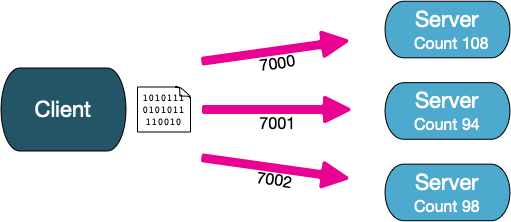 Client
1010111
0101011
110010
7000
7001
7002
Server
Count 108
Server
Count 94
Server
Count 98